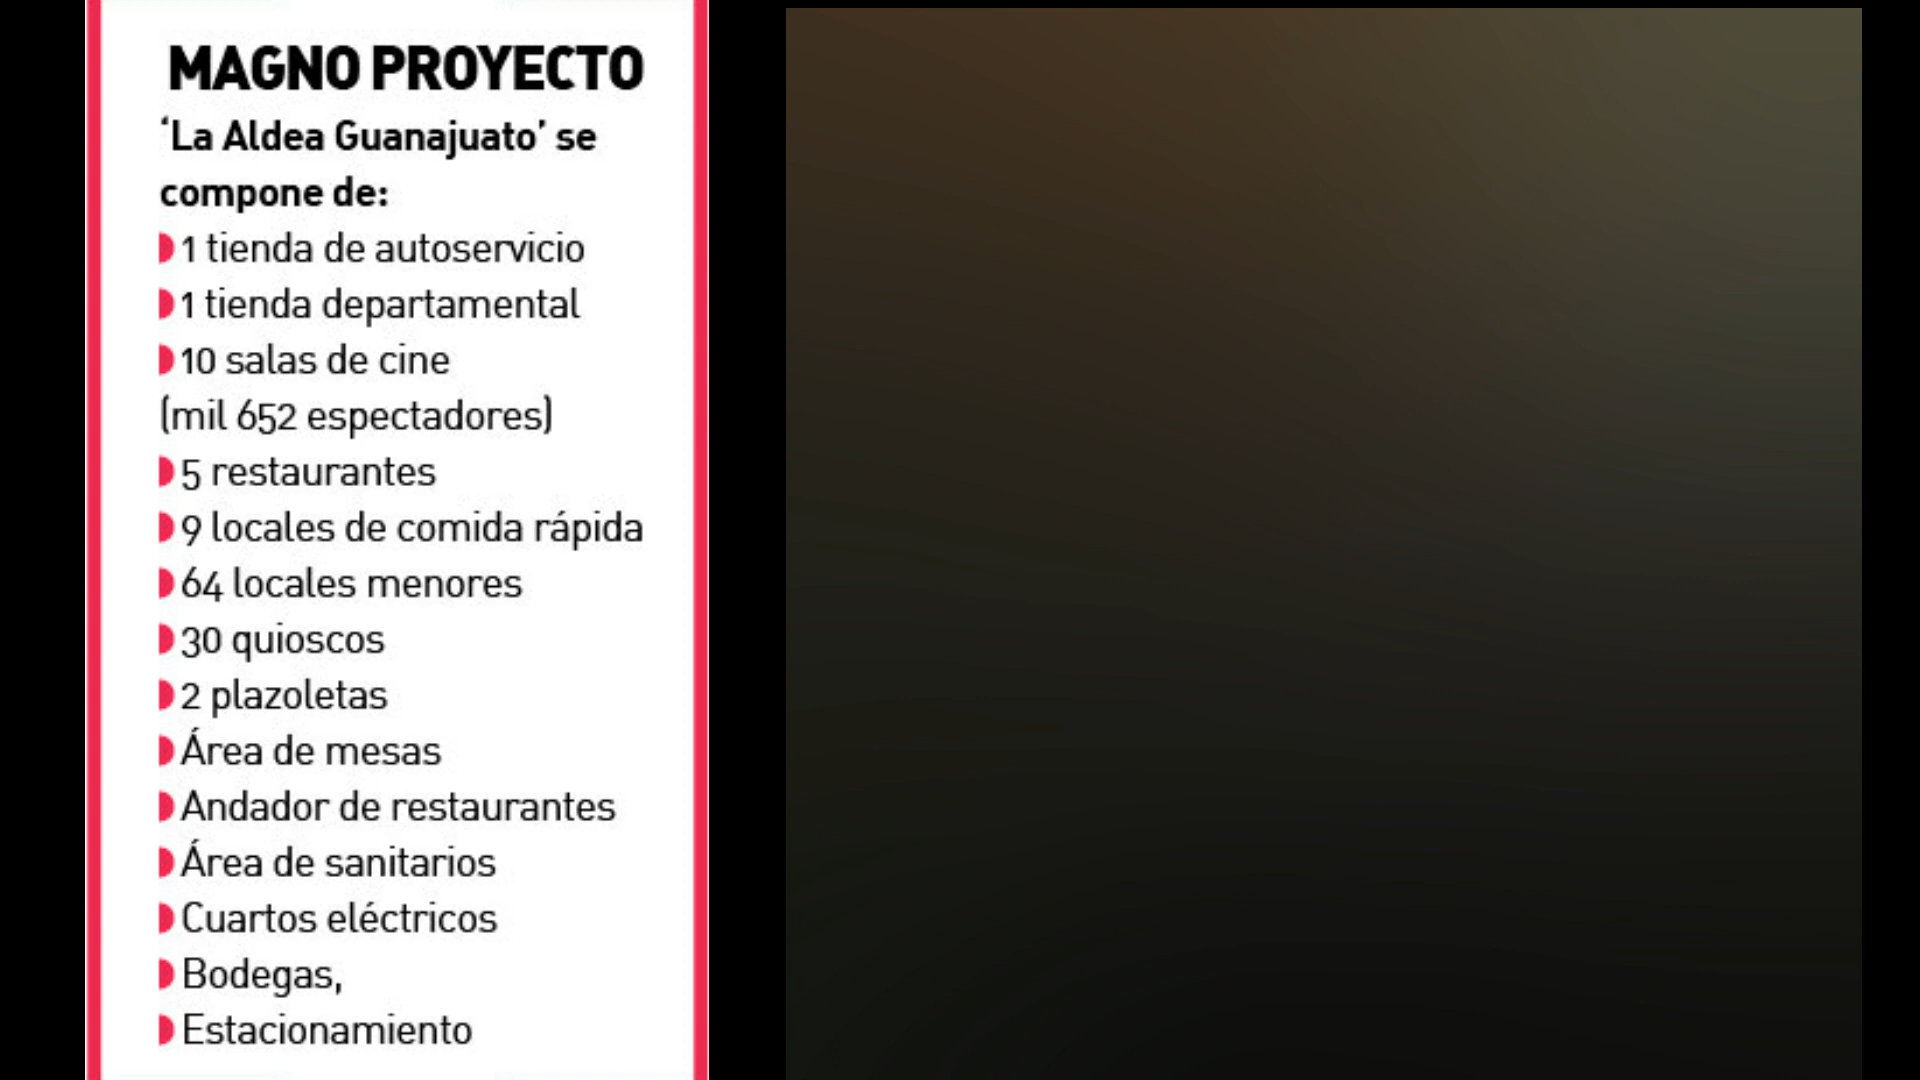 MAGNO PROYECTO
‘La Aldea Guanajuato’ se
compone de:
1 tienda de autoservicio
1 tienda departamental
10 salas de cine
(mil 652 espectadores)
5 restaurantes
9 locales de comida rápida
64 locales menores
30 quioscos
2 plazoletas
Área de mesas
Andador de restaurantes
Área de sanitarios
Cuartos eléctricos
Bodegas,
Estacionamiento